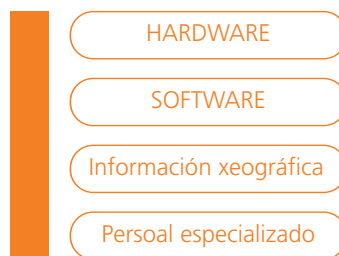 HARDWARE
SOFTWARE
Información xeográfica
Persoal especializado